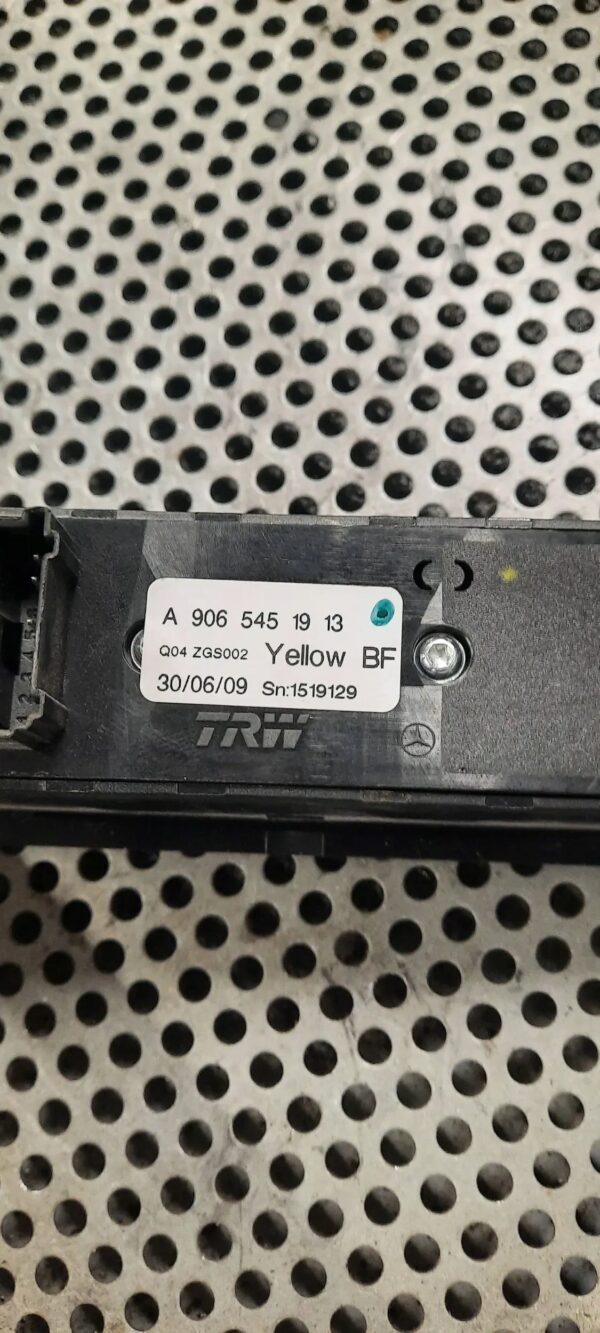 A 906 545 19 13
Q04 ZGS002 Yellow BF
30/06/09 Sn:1519129
TRW